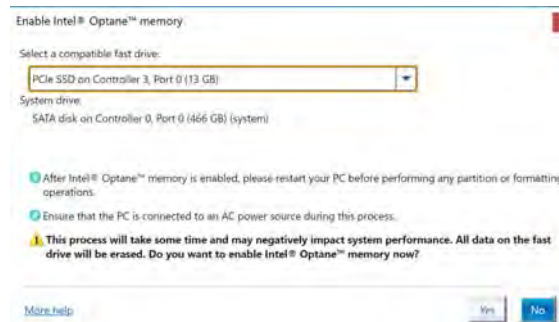 Enable Intel® Optane™ memory
Select a compatible fast drive:
PCIe SSD on Controller 3, Port 0 (13 GB)
System drive:
SATA disk on Controller 0, Port 0 (466 GB) (system)
After Intel® Optane™ memory is enabled, please restart your PC before performing any partition or formatting
operations.
Ensure that the PC is connected to an AC power source during this process.
This process will take some time and may negatively impact system performance. All data on the fast
drive will be erased. Do you want to enable Intel® Optane™ memory now?
More help
Yes
No